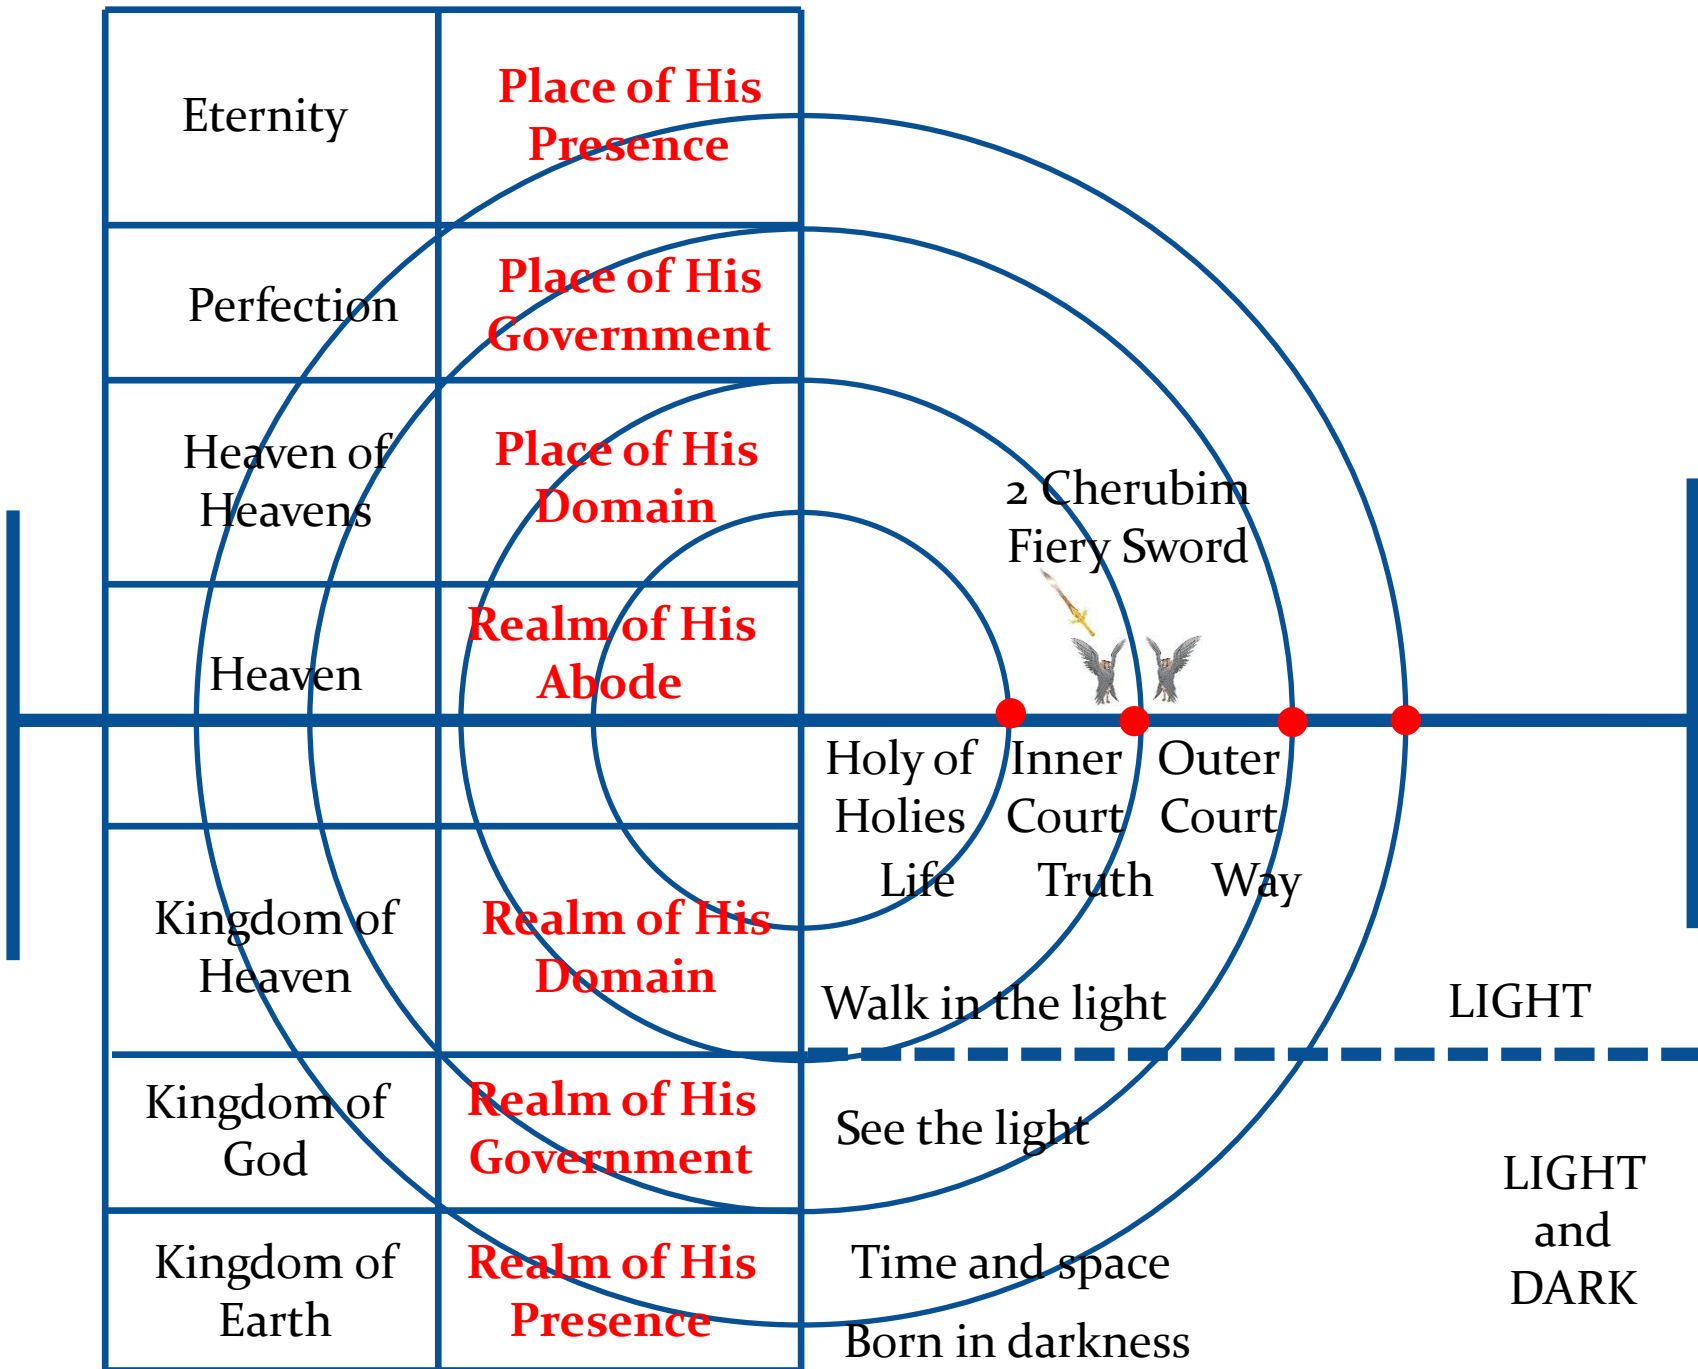 Eternity
Place of His
Presence
Perfection
Place of His
Government
Heaven of
Heavens
Place of His
Domain
2 Cherubim
Fiery Sword
Heaven
Realm of His
Abode
Holy of
Holies
Life
Inner
Court
Truth
Outer
Court
Way
Kingdom of
Heaven
Realm of His
Domain
Walk in the light
LIGHT
Kingdom of
God
Realm of His
Government
See the light
LIGHT
and
DARK
Kingdom of
Earth
Realm of His
Presence
Time and space
Born in darkness